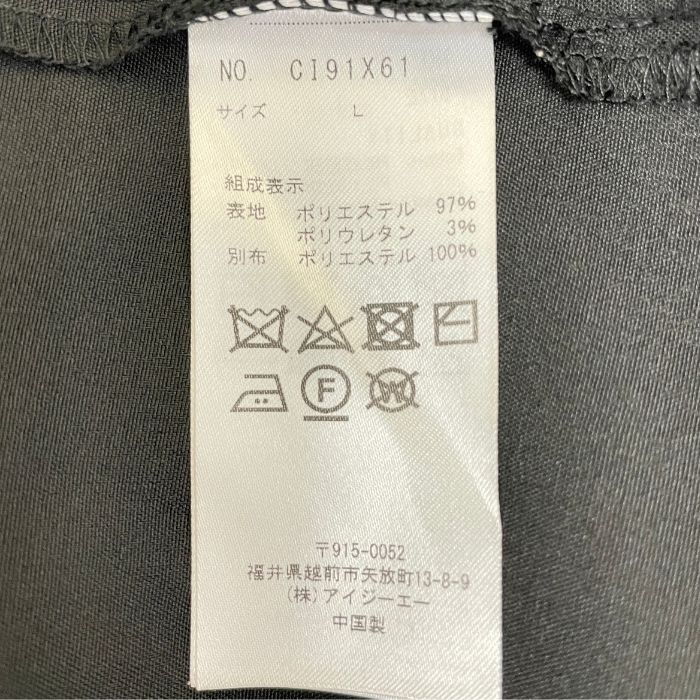 NO. CI91X61
サイズ L
組成表示
表地 ポリエステル 97%
ポリウレタン 3%
別布 ポリエステル 100%
F
W
〒915-0052
福井県越前市矢放町13-8-9
(株)アイジーエー
中国製